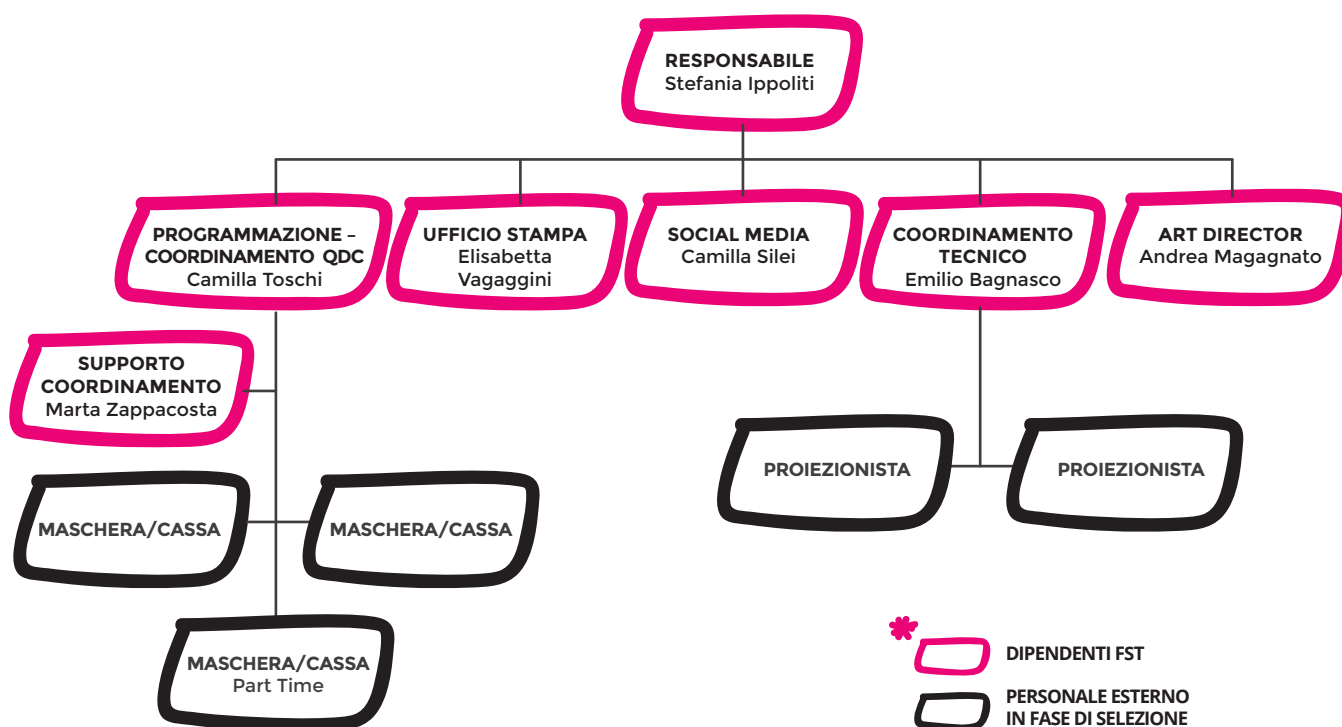 RESPONSABILE
Stefania Ippoliti
PROGRAMMAZIONE –
COORDINAMENTO QDC
Camilla Toschi
UFFICIO STAMPA
Elisabetta
Vagaggini
SOCIAL MEDIA
Camilla Silei
COORDINAMENTO
TECNICO
Emilio Bagnasco
ART DIRECTOR
Andrea Magagnato
SUPPORTO
COORDINAMENTO
Marta Zappacosta
PROIEZIONISTA
PROIEZIONISTA
MASCHERA/CASSA
MASCHERA/CASSA
MASCHERA/CASSA
Part Time
* DIPENDENTI FST
PERSONALE ESTERNO
IN FASE DI SELEZIONE